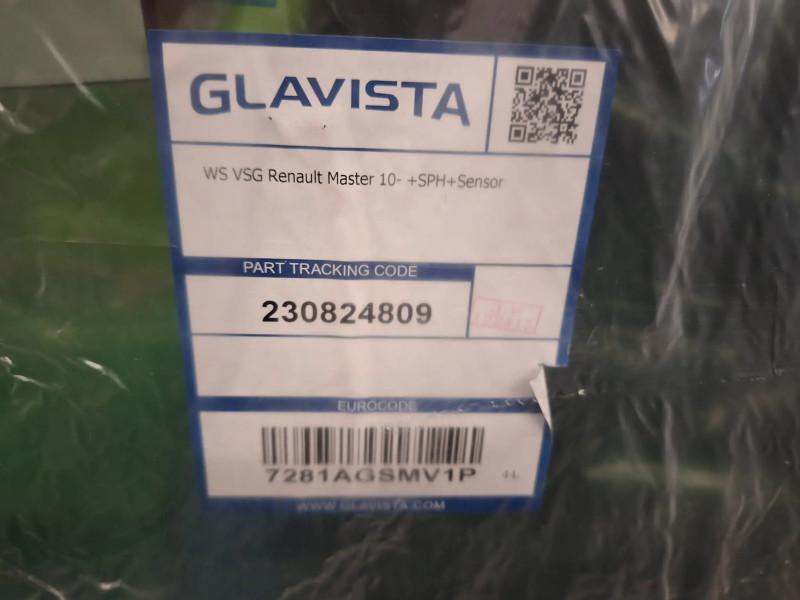 GLAVISTA
WS VSG Renault Master 10- +SPH+Sensor
PART TRACKING CODE
230824809
EUROCODE
7281AGSMV1P
WWW.GLAVISTA.COM